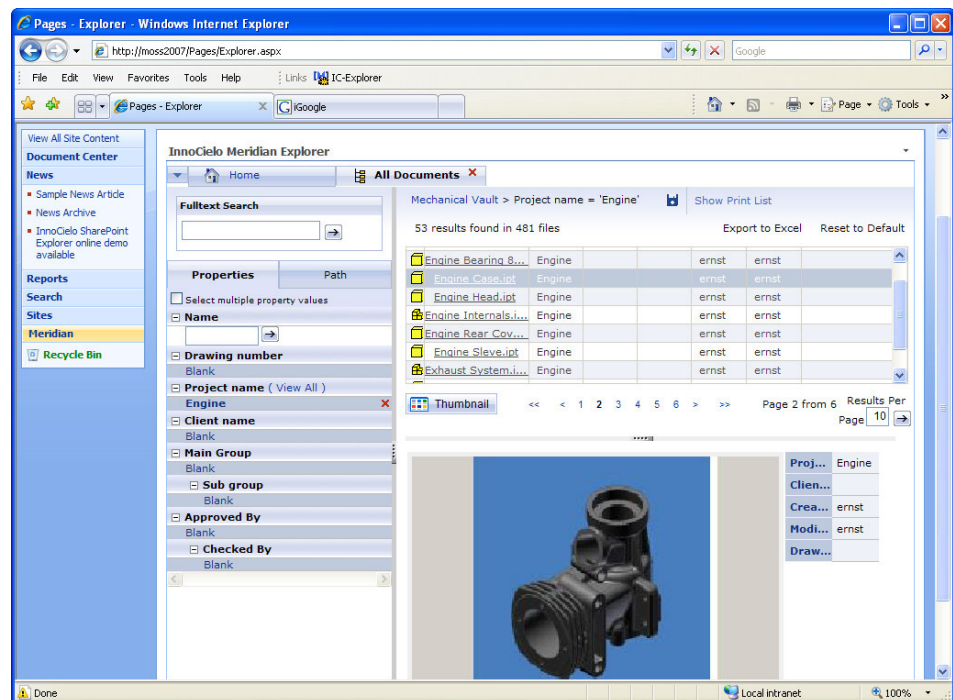 Pages - Explorer - Windows Internet Explorer
http://moss2007/Pages/Explorer.aspx
Google
File Edit View Favorites Tools Help Links IC-Explorer
Pages - Explorer iGoogle Page Tools »
View All Site Content
Document Center
News
Sample News Article
News Archive
InnoCielo SharePoint
Explorer online demo
available
Reports
Search
Sites
Meridian
Recycle Bin
InnoCielo Meridian Explorer
Home All Documents
Fulltext Search
Properties Path
Select multiple property values
Name
Drawing number
Blank
Project name ( View All )
Engine
Client name
Blank
Main Group
Blank
Sub group
Blank
Approved By
Blank
Checked By
Blank
Mechanical Vault > Project name = 'Engine' Show Print List
53 results found in 481 files Export to Excel Reset to Default
Engine Bearing 8... Engine ernst ernst
Engine Case.ipt Engine ernst ernst
Engine Head.ipt Engine ernst ernst
Engine Internals.i... Engine ernst ernst
Engine Rear Cov... Engine ernst ernst
Engine Sleve.ipt Engine ernst ernst
Exhaust System.i... Engine ernst ernst
Thumbnail << < 1 2 3 4 5 6 > >> Page 2 from 6 Results Per
Page 10
Proj... Engine
Clien...
Crea... ernst
Modi... ernst
Draw...
Done Local intranet 100%